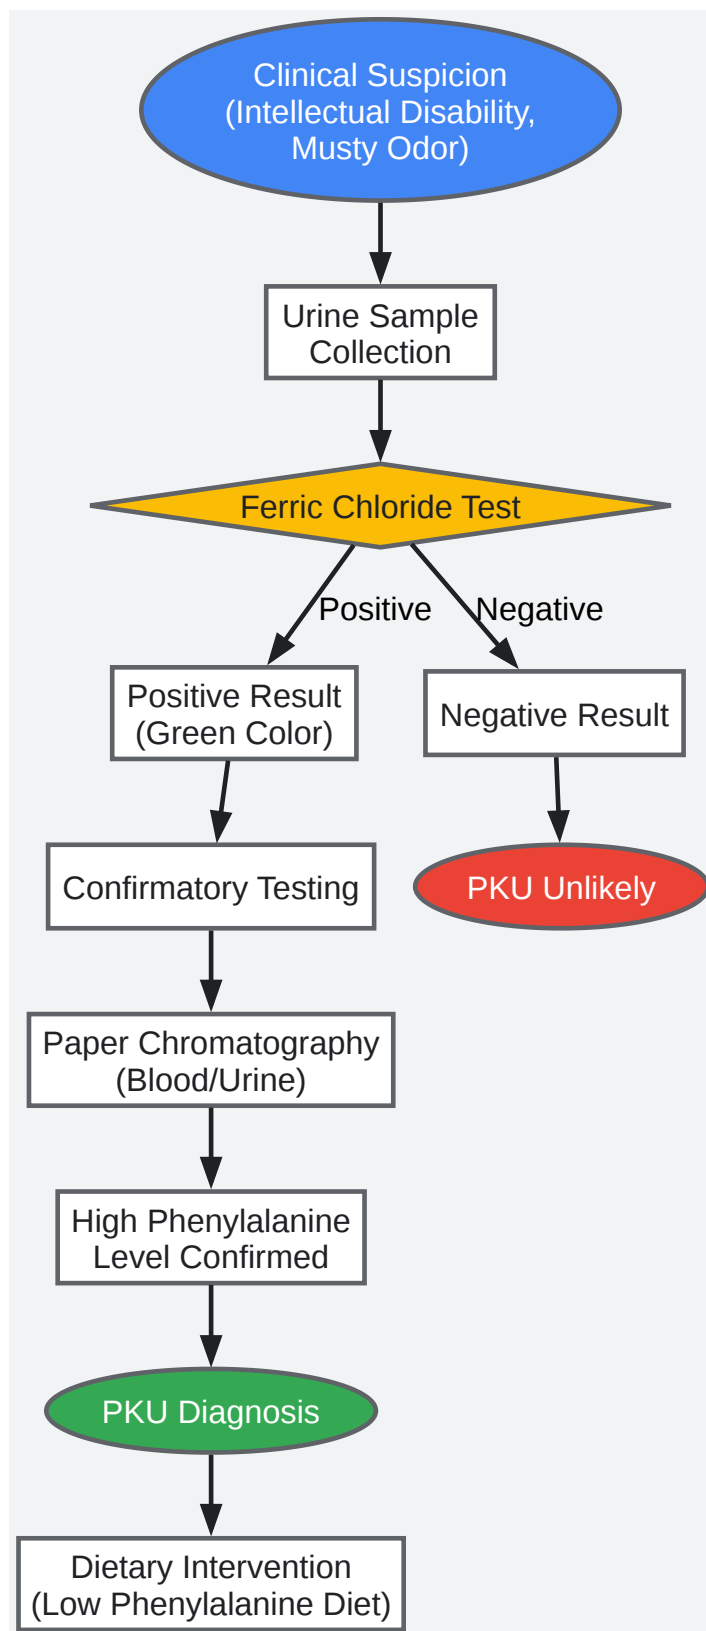 Clinical Suspicion
(Intellectual Disability,
Musty Odor)
Urine Sample
Collection
Ferric Chloride Test
Positive
Negative
Positive Result
(Green Color)
Negative Result
Confirmatory Testing
PKU Unlikely
Paper Chromatography
(Blood/Urine)
High Phenylalanine
Level Confirmed
PKU Diagnosis
Dietary Intervention
(Low Phenylalanine Diet)